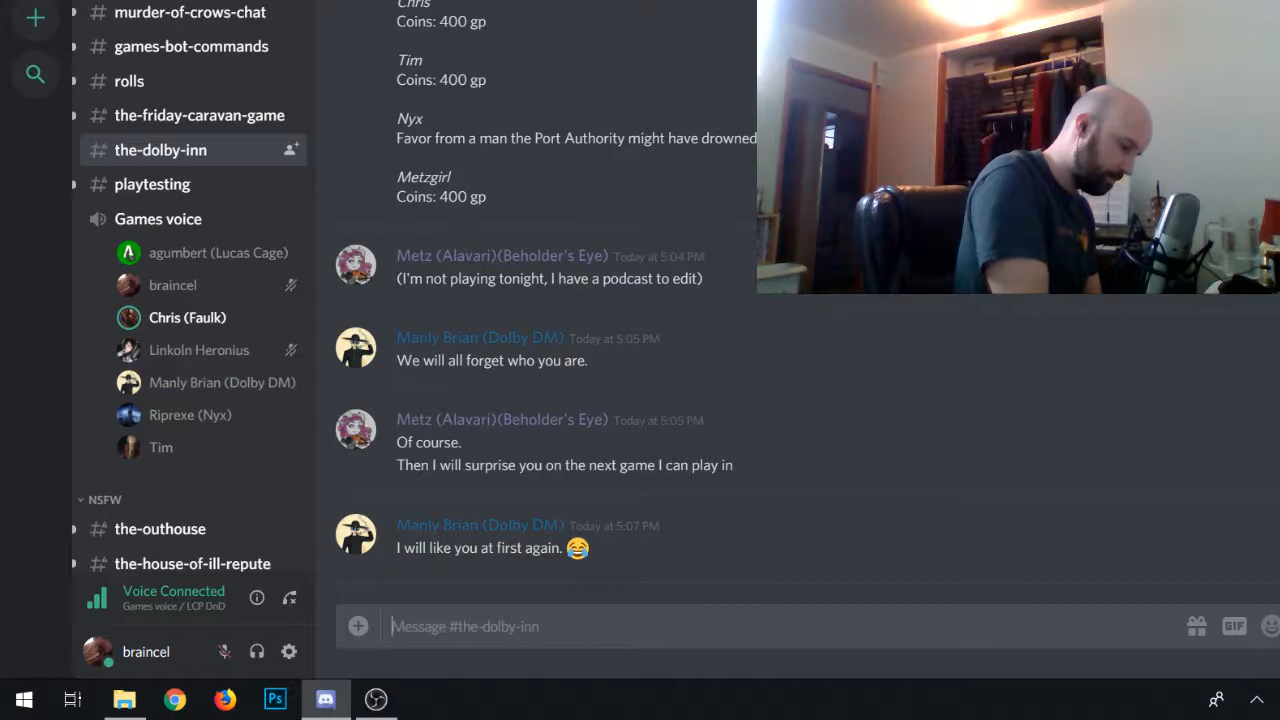 murder-of-crows-chat
games-bot-commands
rolls
the-friday-caravan-game
the-dolby-inn
playtesting
Games voice
agumbert (Lucas Cage)
braincel
Chris (Faulk)
Linkoln Heronius
Manly Brian (Dolby DM)
Riprexe (Nyx)
Tim
NSFW
the-outhouse
the-house-of-ill-repute
Voice Connected
Games voice / LCP DnD
braincel
Chris
Coins: 400 gp
Tim
Coins: 400 gp
Nyx
Favor from a man the Port Authority might have drowned
Metzgirl
Coins: 400 gp
Metz (Alavari)(Beholder's Eye) Today at 5:04 PM
(I'm not playing tonight, I have a podcast to edit)
Manly Brian (Dolby DM) Today at 5:05 PM
We will all forget who you are.
Metz (Alavari)(Beholder's Eye) Today at 5:05 PM
Of course.
Then I will surprise you on the next game I can play in
Manly Brian (Dolby DM) Today at 5:07 PM
I will like you at first again. 😂
Message #the-dolby-inn
GIF
Ps